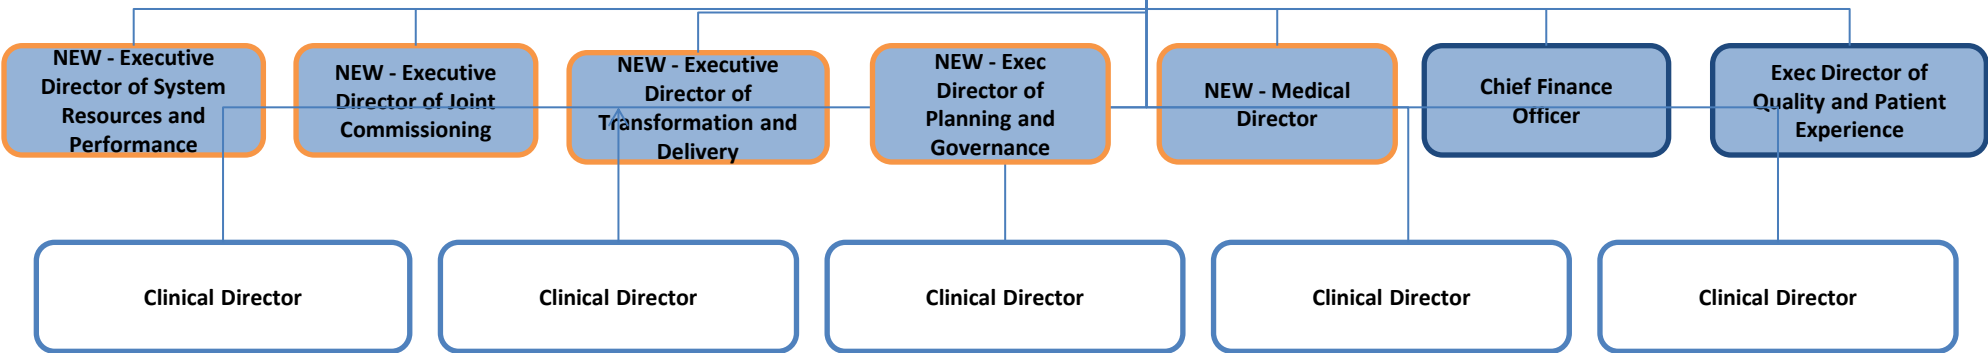 NEW - Executive
Director of System
Resources and
Performance
NEW - Executive
Director of Joint
Commissioning
NEW - Executive
Director of
Transformation and
Delivery
NEW - Exec
Director of
Planning and
Governance
NEW - Medical
Director
Chief Finance
Officer
Exec Director of
Quality and Patient
Experience
Clinical Director
Clinical Director
Clinical Director
Clinical Director
Clinical Director